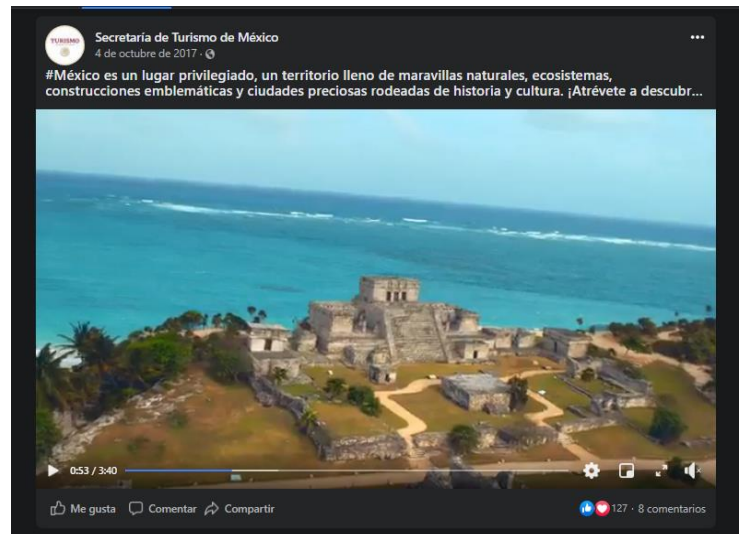 TURISMO
Secretaría de Turismo de México
4 de octubre de 2017 ·
#México es un lugar privilegiado, un territorio lleno de maravillas naturales, ecosistemas,
construcciones emblemáticas y ciudades preciosas rodeadas de historia y cultura. ¡Atrévete a descubr...
0:53 / 3:40
Me gusta Comentar Compartir 127 · 8 comentarios